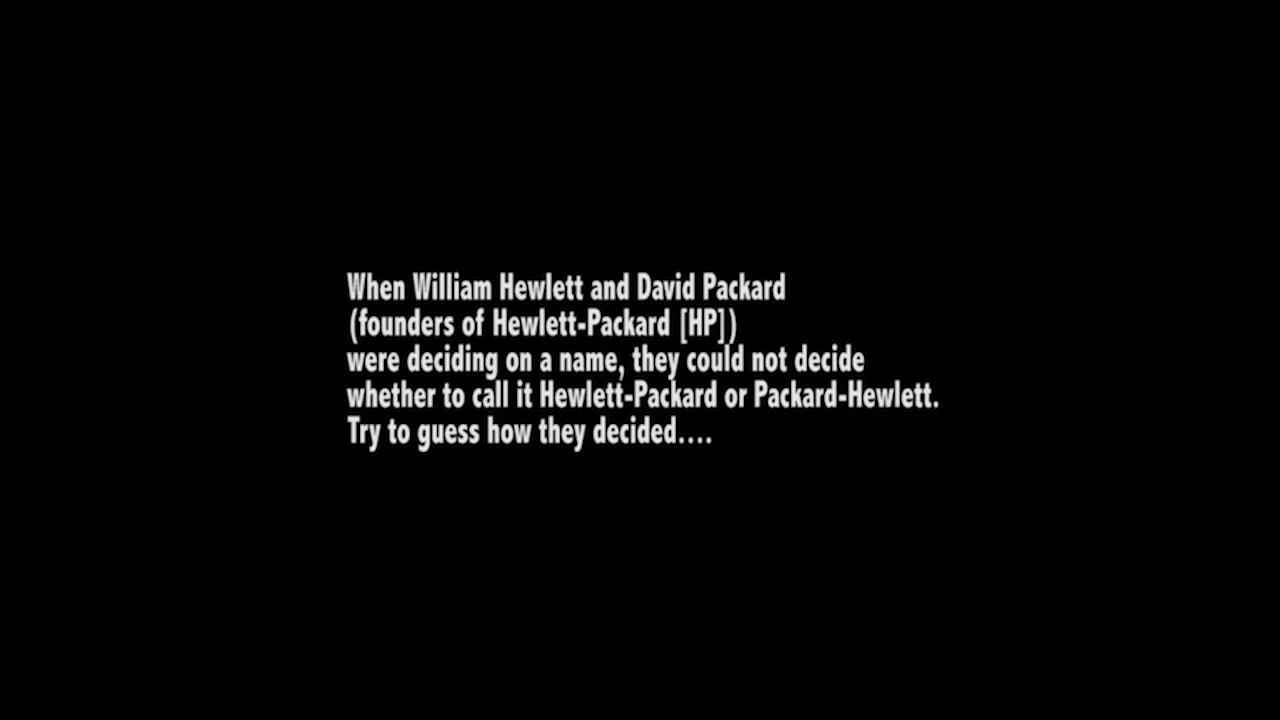 When William Hewlett and David Packard
(founders of Hewlett-Packard [HP])
were deciding on a name, they could not decide
whether to call it Hewlett-Packard or Packard-Hewlett.
Try to guess how they decided....